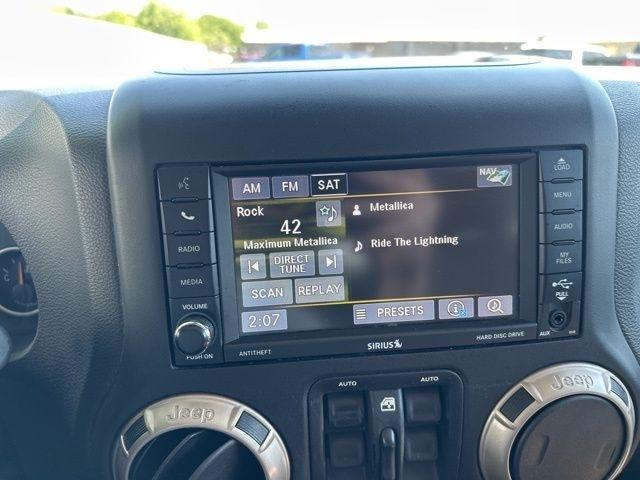 AM FM SAT NAV
Rock
42
Maximum Metallica
Metallica
Ride The Lightning
DIRECT
TUNE
SCAN REPLAY
2:07 PRESETS
RADIO
MEDIA
VOLUME
PUSH ON
ANTITHEFT
SIRIUS
HARD DISC DRIVE
LOAD
MENU
AUDIO
MY
FILES
PULL
AUX
AUTO AUTO
Jeep Jeep